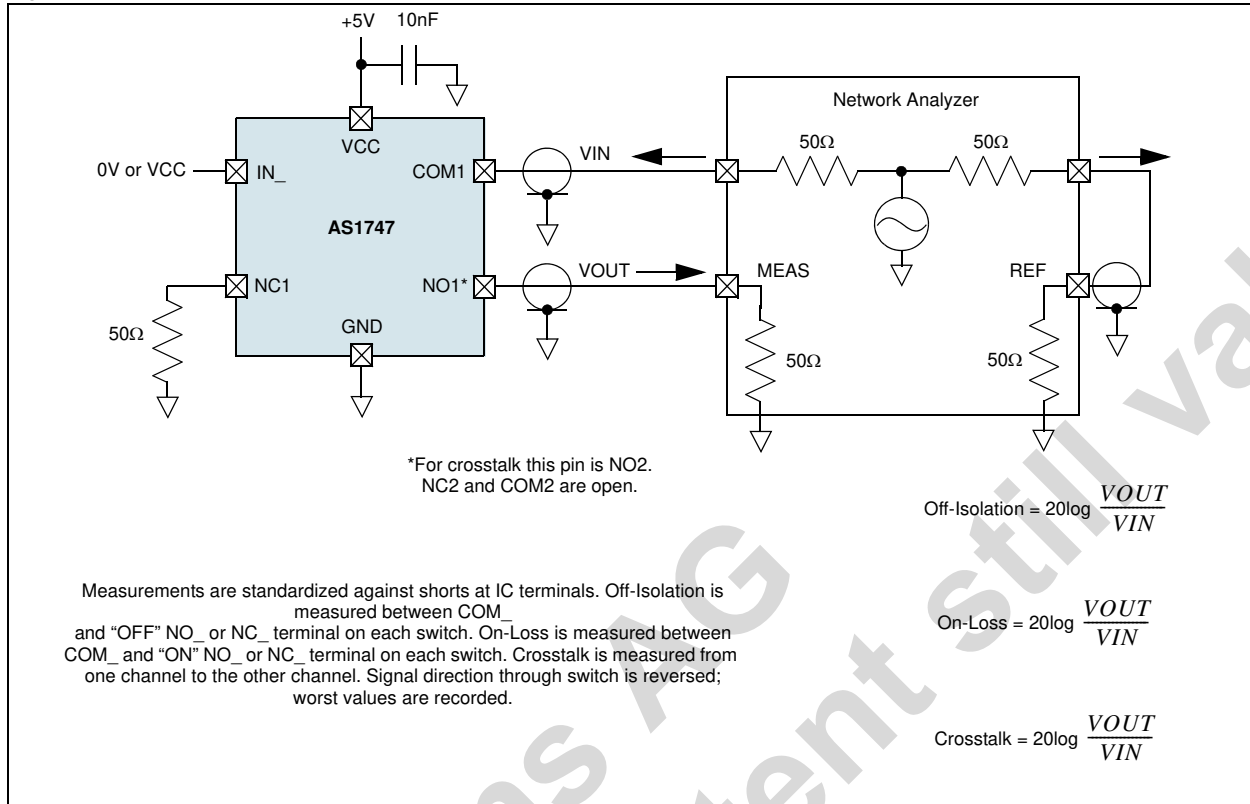 +5V
10nF
Network Analyzer
VCC
0V or VCC
IN_
COM1
VIN
50Ω
50Ω
AS1747
NC1
NO1*
VOUT
MEAS
REF
50Ω
GND
50Ω
50Ω
*For crosstalk this pin is NO2.
NC2 and COM2 are open.
Off-Isolation = 20log VOUT/VIN
Measurements are standardized against shorts at IC terminals. Off-Isolation is
measured between COM_
and “OFF” NO_ or NC_ terminal on each switch. On-Loss is measured between
COM_ and “ON” NO_ or NC_ terminal on each switch. Crosstalk is measured from
one channel to the other channel. Signal direction through switch is reversed;
worst values are recorded.
On-Loss = 20log VOUT/VIN
Crosstalk = 20log VOUT/VIN
AG
still